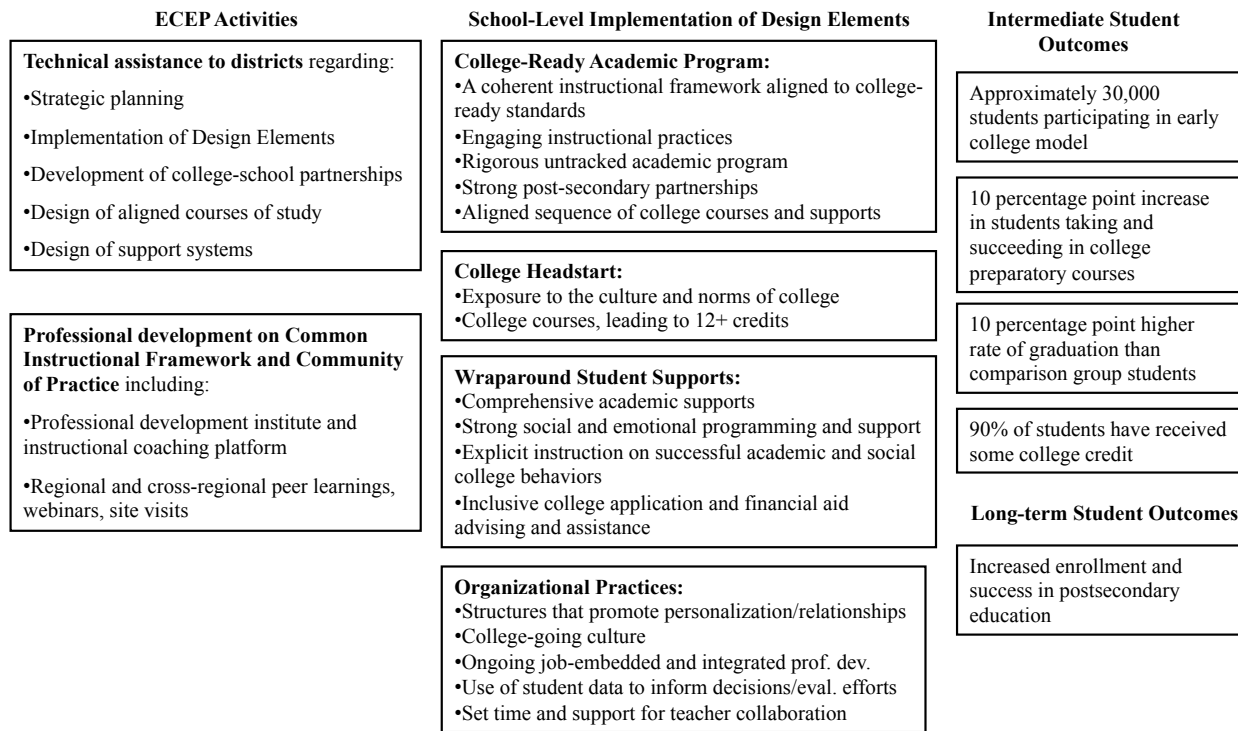 ECEP Activities
Technical assistance to districts regarding:
•Strategic planning
•Implementation of Design Elements
•Development of college-school partnerships
•Design of aligned courses of study
•Design of support systems
Professional development on Common
Instructional Framework and Community
of Practice including:
•Professional development institute and
instructional coaching platform
•Regional and cross-regional peer learnings,
webinars, site visits
School-Level Implementation of Design Elements
College-Ready Academic Program:
•A coherent instructional framework aligned to college-
ready standards
•Engaging instructional practices
•Rigorous untracked academic program
•Strong post-secondary partnerships
•Aligned sequence of college courses and supports
College Headstart:
•Exposure to the culture and norms of college
•College courses, leading to 12+ credits
Wraparound Student Supports:
•Comprehensive academic supports
•Strong social and emotional programming and support
•Explicit instruction on successful academic and social
college behaviors
•Inclusive college application and financial aid
advising and assistance
Organizational Practices:
•Structures that promote personalization/relationships
•College-going culture
•Ongoing job-embedded and integrated prof. dev.
•Use of student data to inform decisions/eval. efforts
•Set time and support for teacher collaboration
Intermediate Student
Outcomes
Approximately 30,000
students participating in early
college model
10 percentage point increase
in students taking and
succeeding in college
preparatory courses
10 percentage point higher
rate of graduation than
comparison group students
90% of students have received
some college credit
Long-term Student Outcomes
Increased enrollment and
success in postsecondary
education